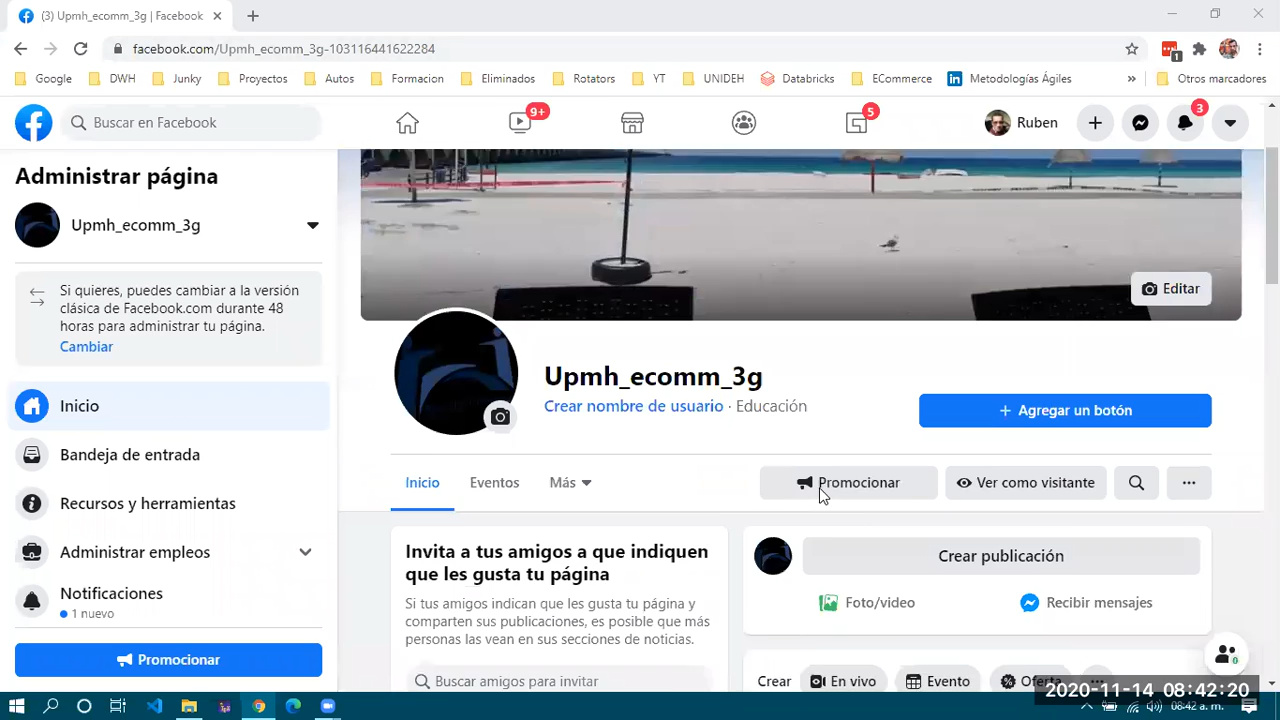 (3) Upmh_ecomm_3g | Facebook
facebook.com/Upmh_ecomm_3g-103116441622284
1
Google DWH Junky Proyectos Autos Formacion Eliminados Rotators YT UNIDEH Databricks ECommerce Metodologías Ágiles » Otros marcadores
Buscar en Facebook 9+ 5 Ruben 3
Administrar página
Upmh_ecomm_3g
Si quieres, puedes cambiar a la versión
clásica de Facebook.com durante 48
horas para administrar tu página.
Cambiar
Inicio
Bandeja de entrada
Recursos y herramientas
Administrar empleos
Notificaciones
1 nuevo
Promocionar
Editar
Upmh_ecomm_3g
Crear nombre de usuario · Educación
+ Agregar un botón
Inicio Eventos Más Promocionar Ver como visitante ...
Invita a tus amigos a que indiquen
que les gusta tu página
Si tus amigos indican que les gusta tu página y
comparten sus publicaciones, es posible que más
personas las vean en sus secciones de noticias.
Buscar amigos para invitar
Crear publicación
Foto/video Recibir mensajes
Crear En vivo Evento Oferta ...
2020-11-14 08:42:20
08:42 a. m.